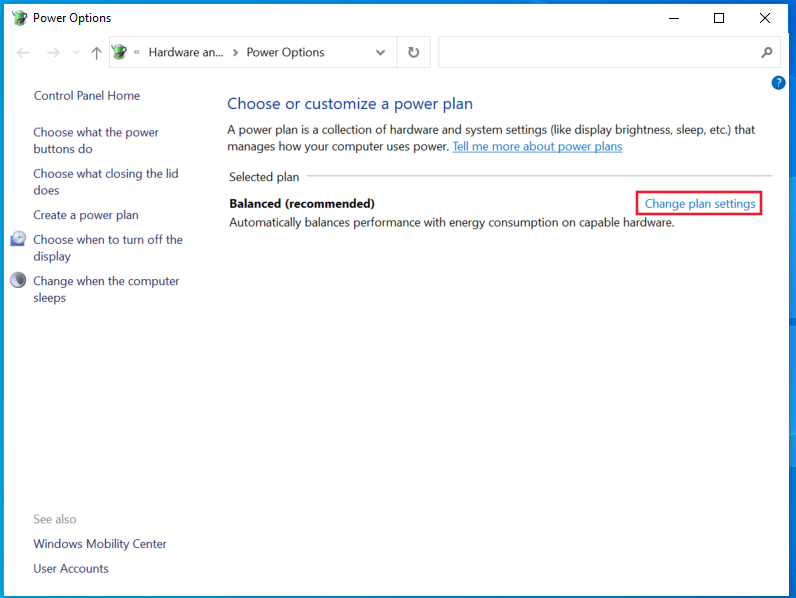 Power Options
« Hardware an... > Power Options
?
Control Panel Home
Choose what the power
buttons do
Choose what closing the lid
does
Create a power plan
Choose when to turn off the
display
Change when the computer
sleeps
Choose or customize a power plan
A power plan is a collection of hardware and system settings (like display brightness, sleep, etc.) that
manages how your computer uses power. Tell me more about power plans
Selected plan
Balanced (recommended) Change plan settings
Automatically balances performance with energy consumption on capable hardware.
See also
Windows Mobility Center
User Accounts